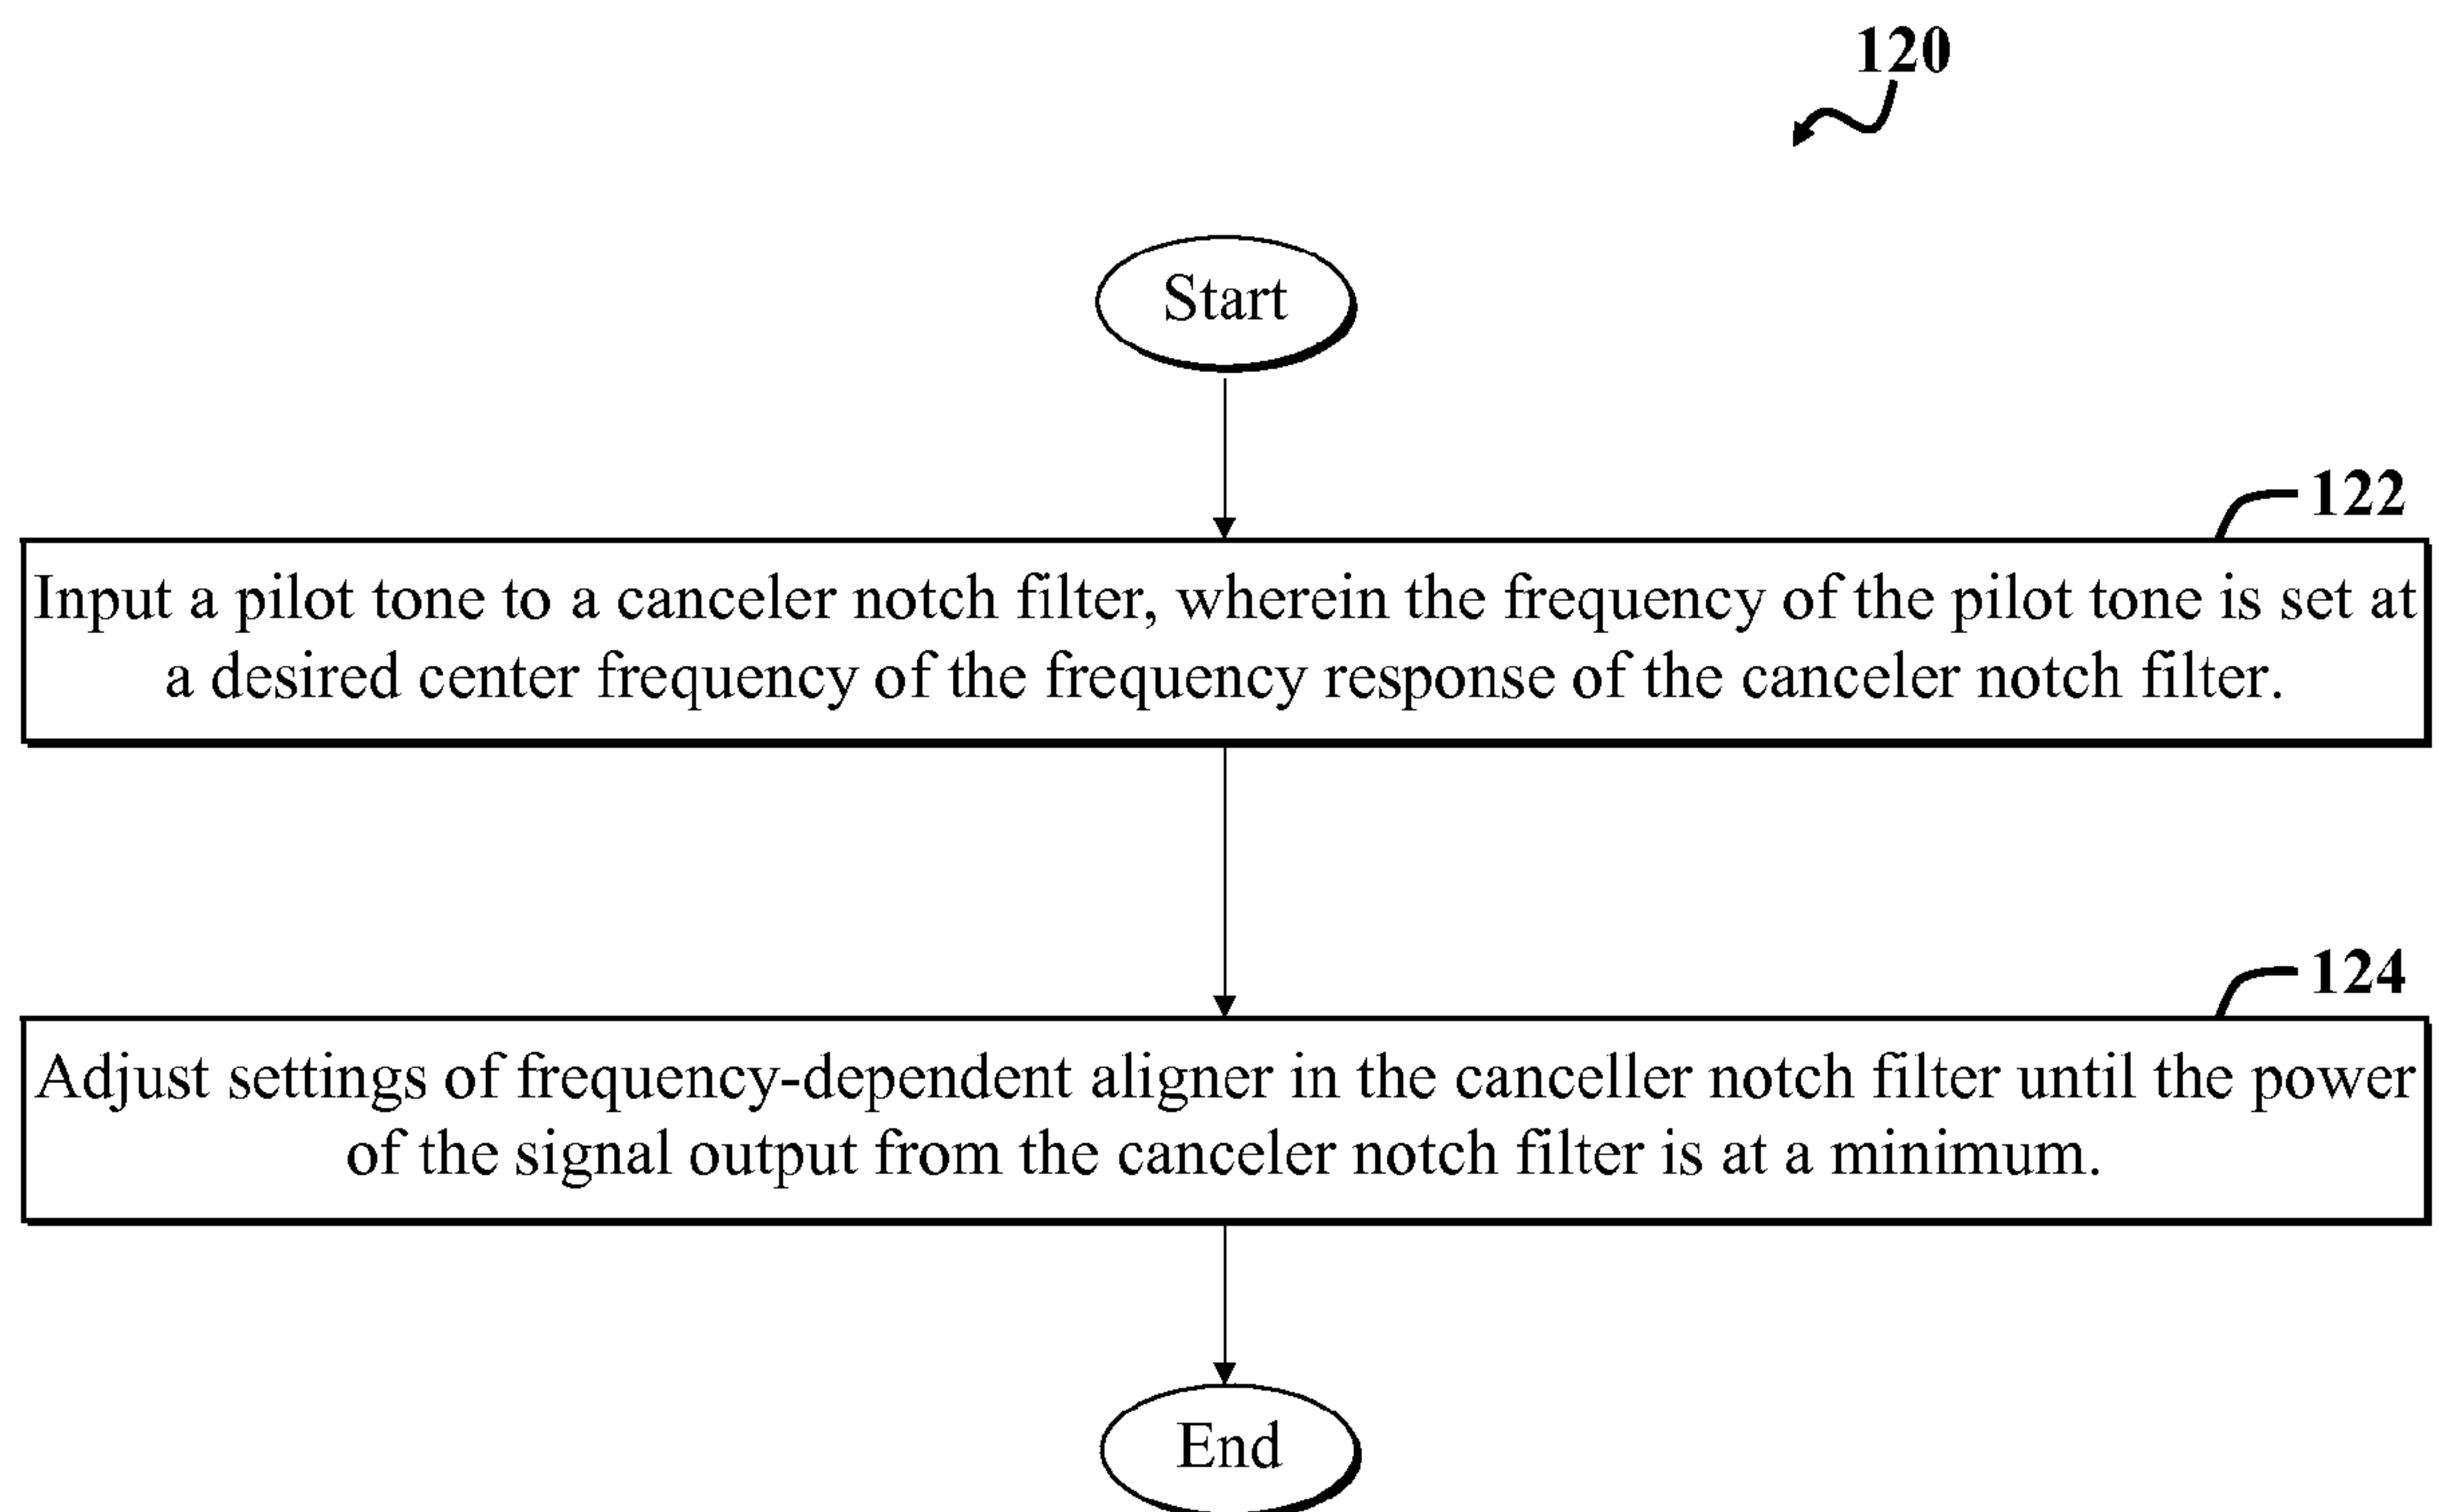 120
Start
122
Input a pilot tone to a canceler notch filter, wherein the frequency of the pilot tone is set at
a desired center frequency of the frequency response of the canceler notch filter.
124
Adjust settings of frequency-dependent aligner in the canceller notch filter until the power
of the signal output from the canceler notch filter is at a minimum.
End